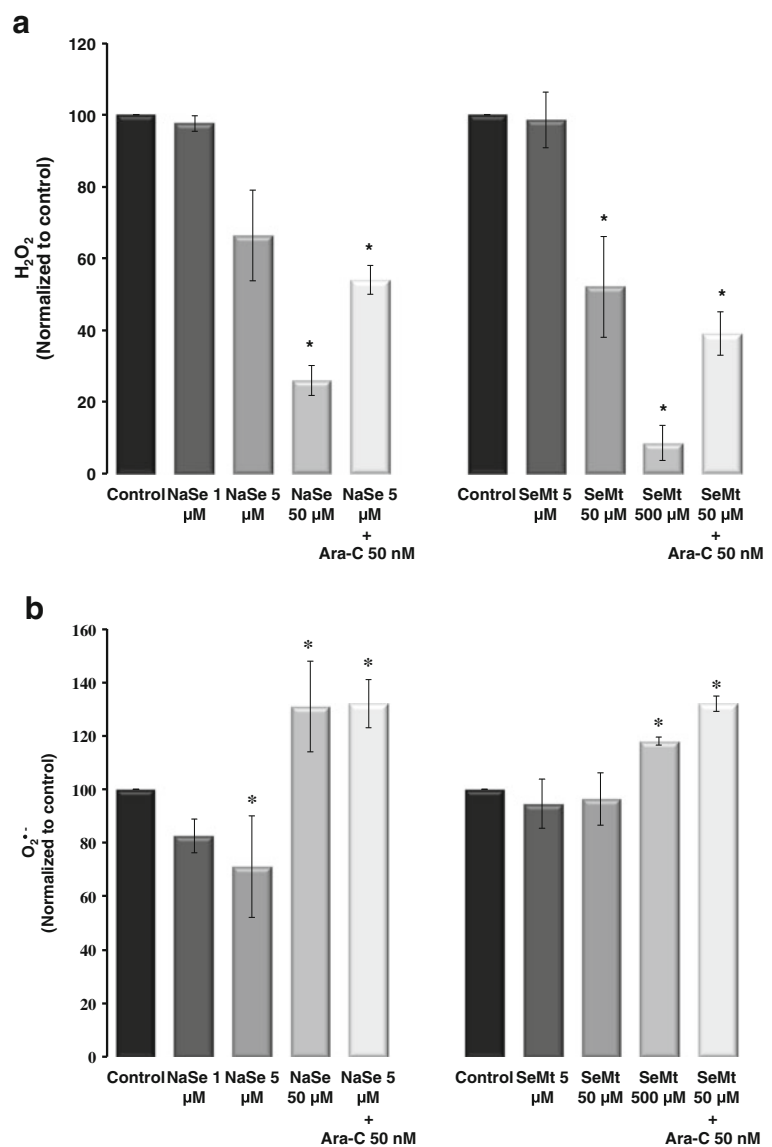 a
H₂O₂
(Normalized to control)
120
100
80
60
40
20
0
*
*
*
*
*
Control NaSe 1 NaSe 5 NaSe NaSe 5
µM µM 50 µM µM
+
Ara-C 50 nM
Control SeMt 5 SeMt SeMt SeMt
µM 50 µM 500 µM 50 µM
+
Ara-C 50 nM
b
O₂•-
(Normalized to control)
160
140
120
100
80
60
40
20
0
*
*
*
*
*
Control NaSe 1 NaSe 5 NaSe NaSe 5
µM µM 50 µM µM
+
Ara-C 50 nM
Control SeMt 5 SeMt SeMt SeMt
µM 50 µM 500 µM 50 µM
+
Ara-C 50 nM